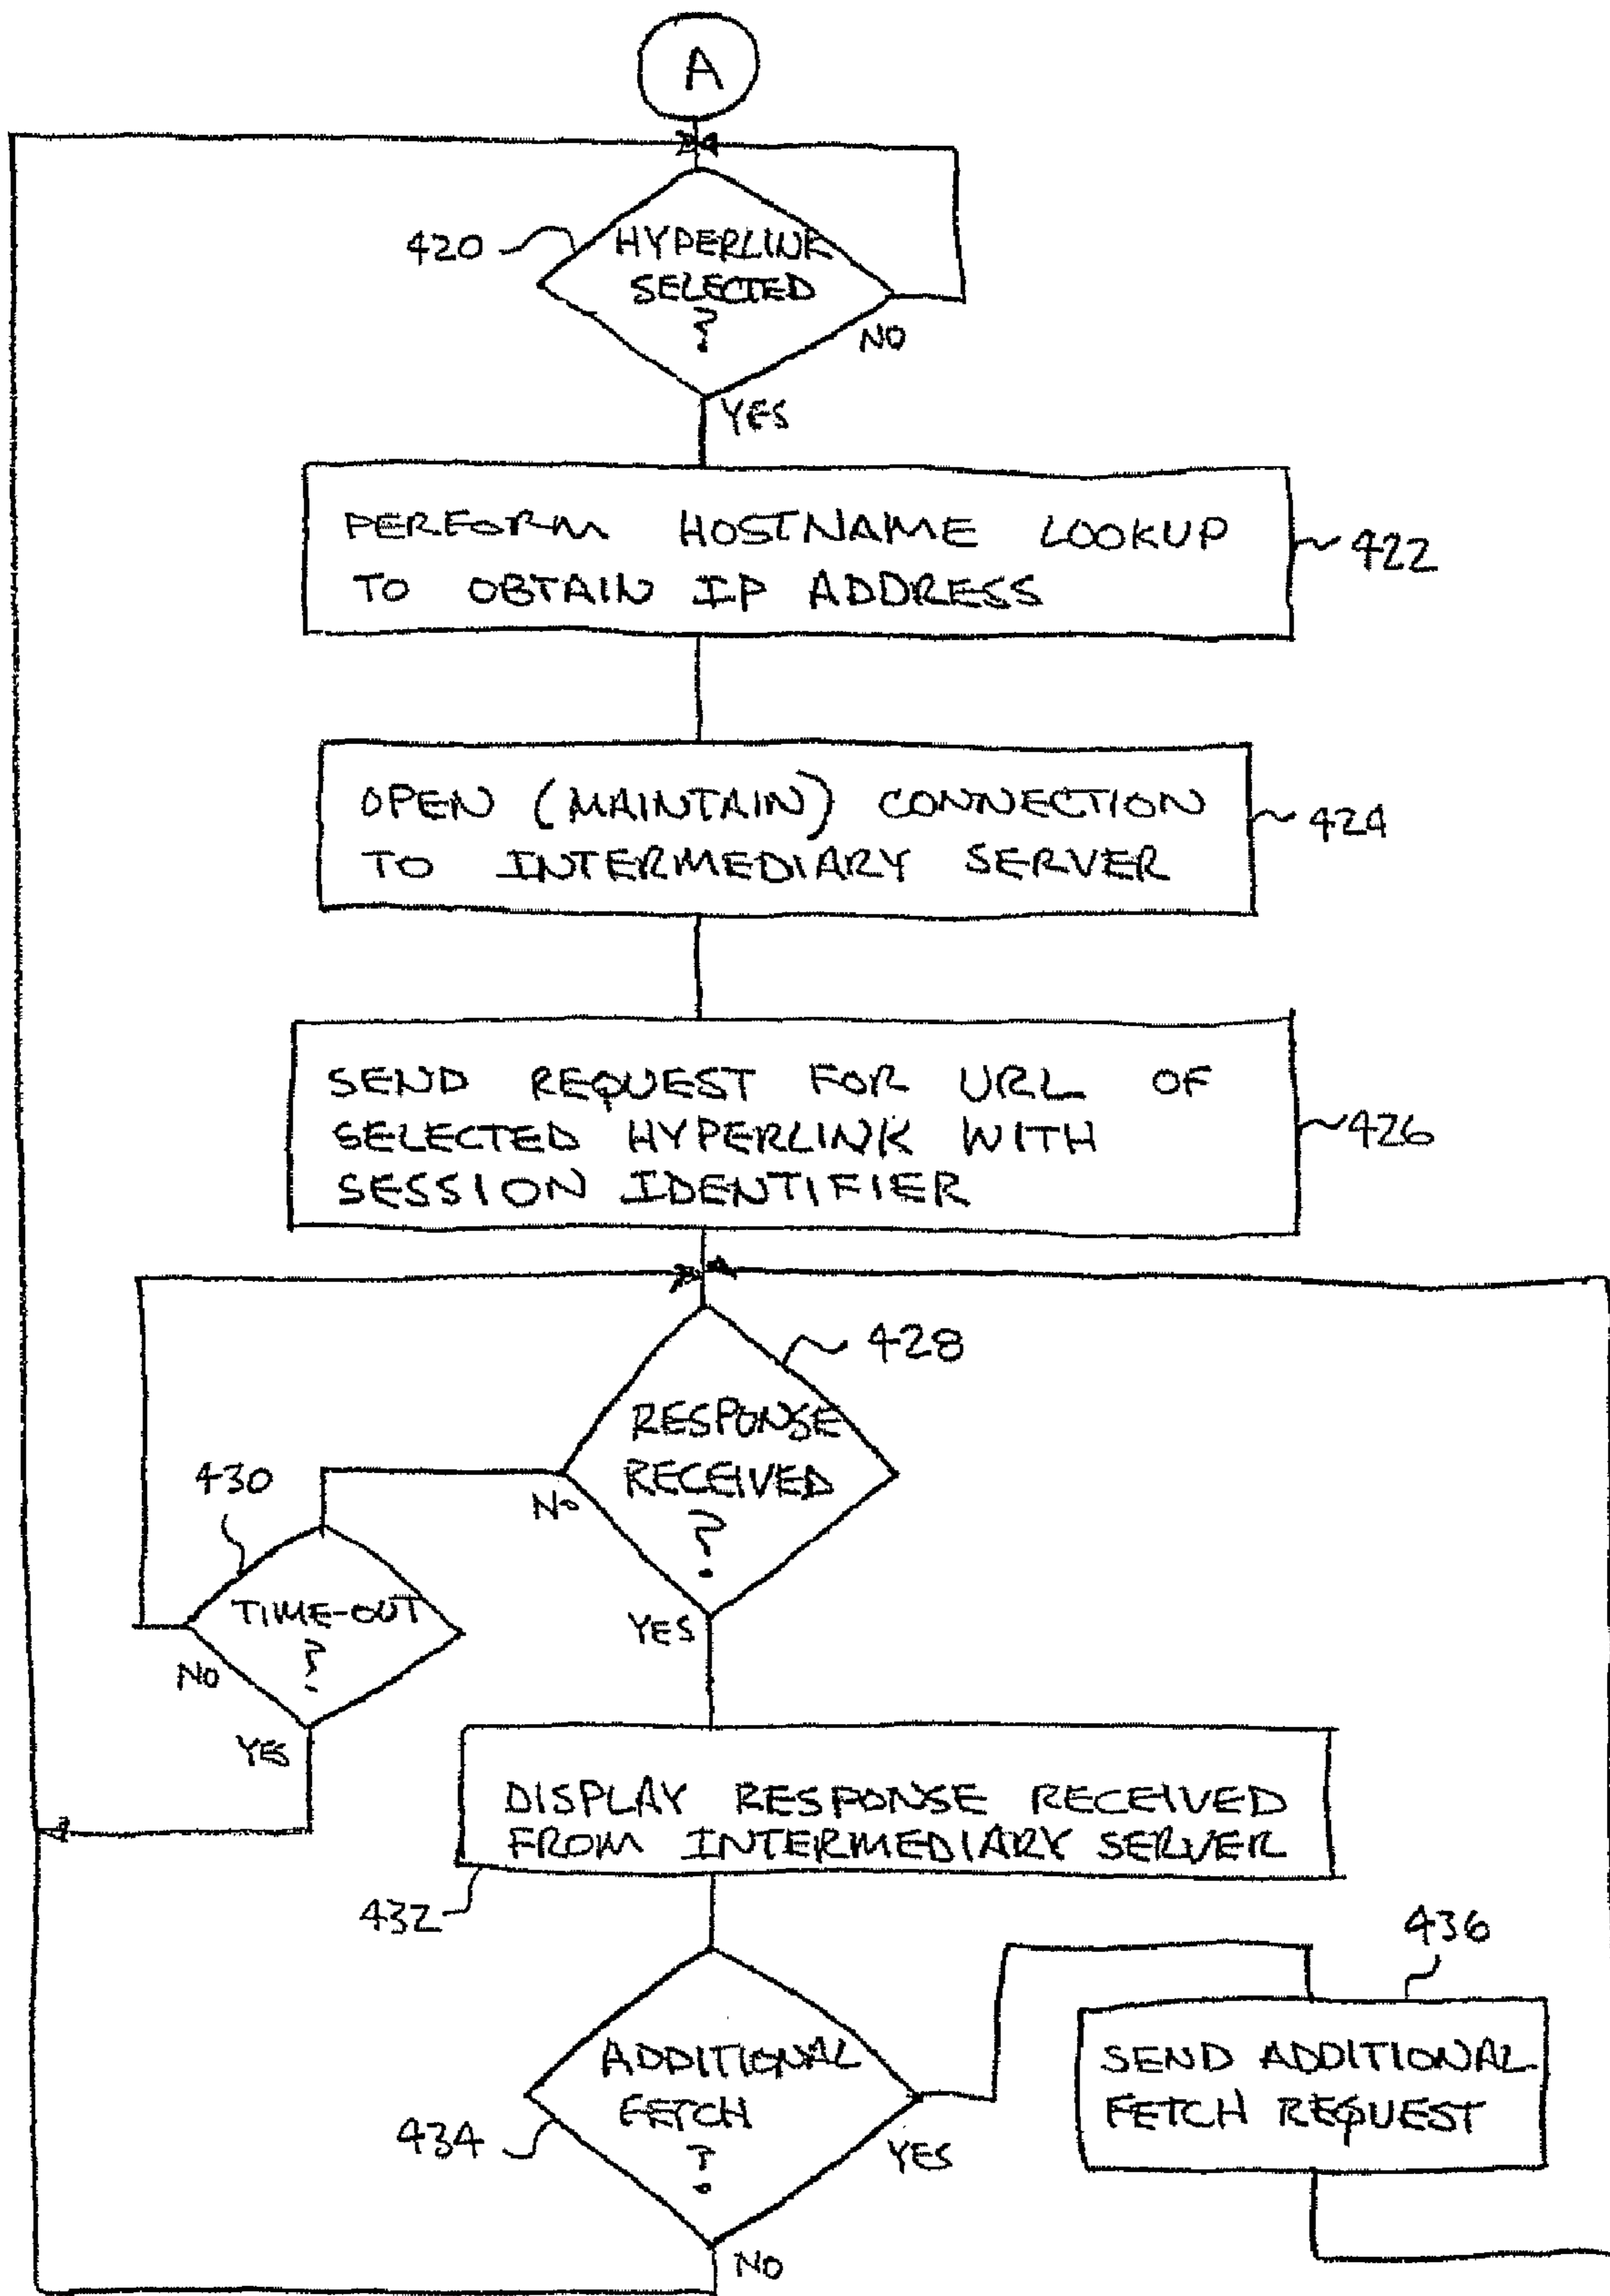 A
420
HYPERLINK
SELECTED
?
NO
YES
PERFORM HOSTNAME LOOKUP
TO OBTAIN IP ADDRESS
422
OPEN (MAINTAIN) CONNECTION
TO INTERMEDIARY SERVER
424
SEND REQUEST FOR URL OF
SELECTED HYPERLINK WITH
SESSION IDENTIFIER
426
428
RESPONSE
RECEIVED
?
NO
YES
430
TIME-OUT
?
NO
YES
DISPLAY RESPONSE RECEIVED
FROM INTERMEDIARY SERVER
432
ADDITIONAL
FETCH
?
434
YES
NO
436
SEND ADDITIONAL
FETCH REQUEST